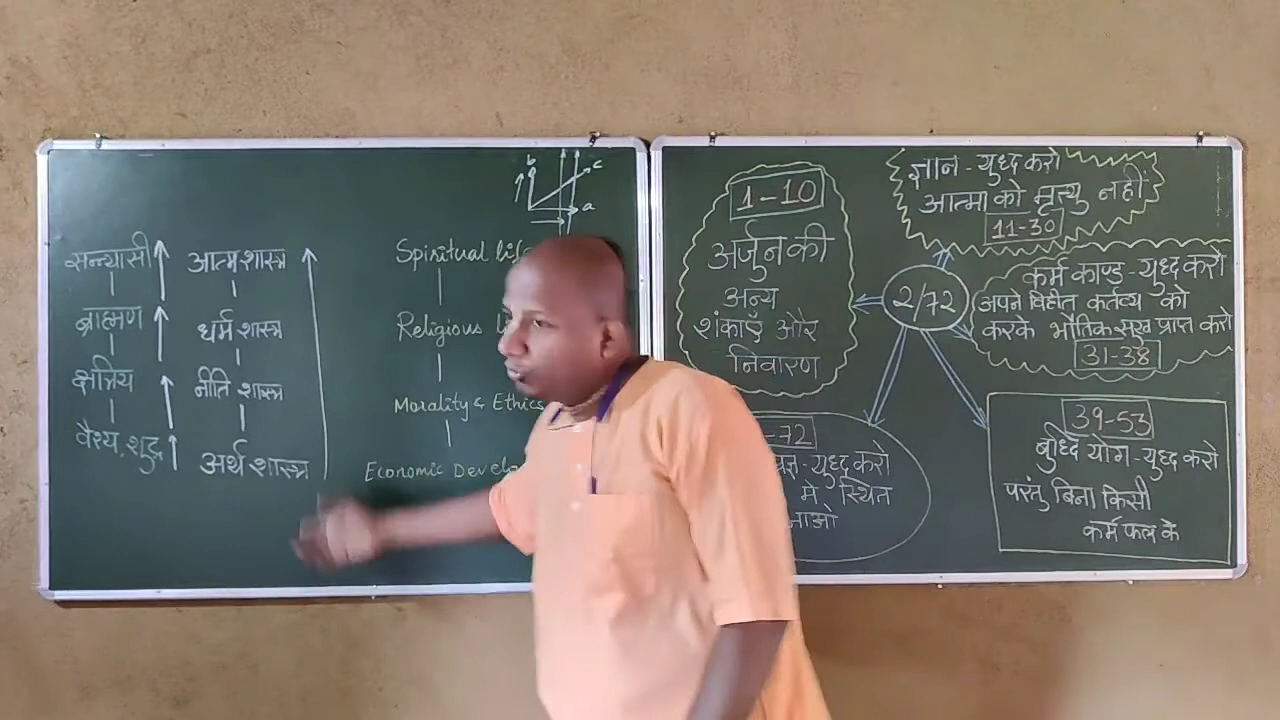 b
c
a
सन्यासी
ब्राह्मण
क्षत्रिय
वैश्य, शुद्र
आत्म शास्त्र
धर्म शास्त्र
नीति शास्त्र
अर्थ शास्त्र
Spiritual life
Religious
Morality & Ethics
Economic
1-10
अर्जुन की
अन्य
शंकाएँ और
निवारण
ज्ञान - युध्द करो
आत्मा को मृत्यु नहीं
11-30
2/72
कर्म काण्ड - युध्द करो
अपने विहीत कर्तव्य को
करके भौतिक सुख प्राप्त करो
31-38
-72
- युध्द करो
में स्थित
39-53
बुध्दि योग - युध्द करो
परंतु बिना किसी
कर्म फल के